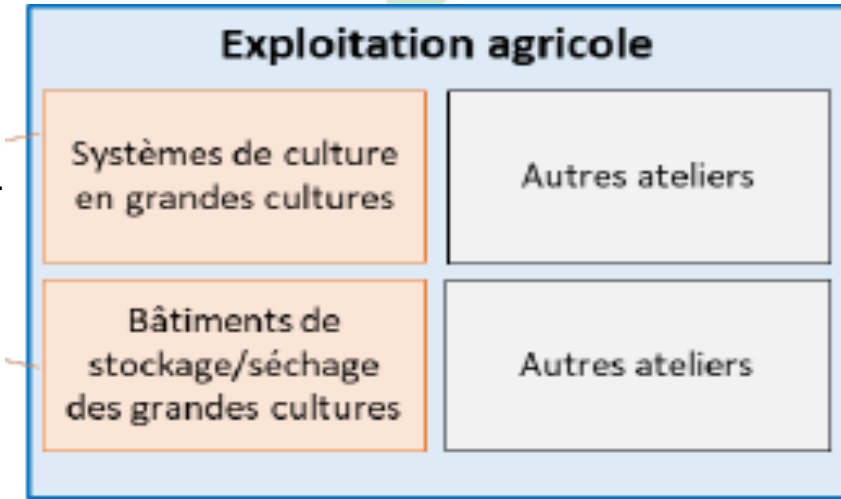 Exploitation agricole
Systèmes de culture
en grandes cultures
Autres ateliers
Bâtiments de
stockage/séchage
des grandes cultures
Autres ateliers